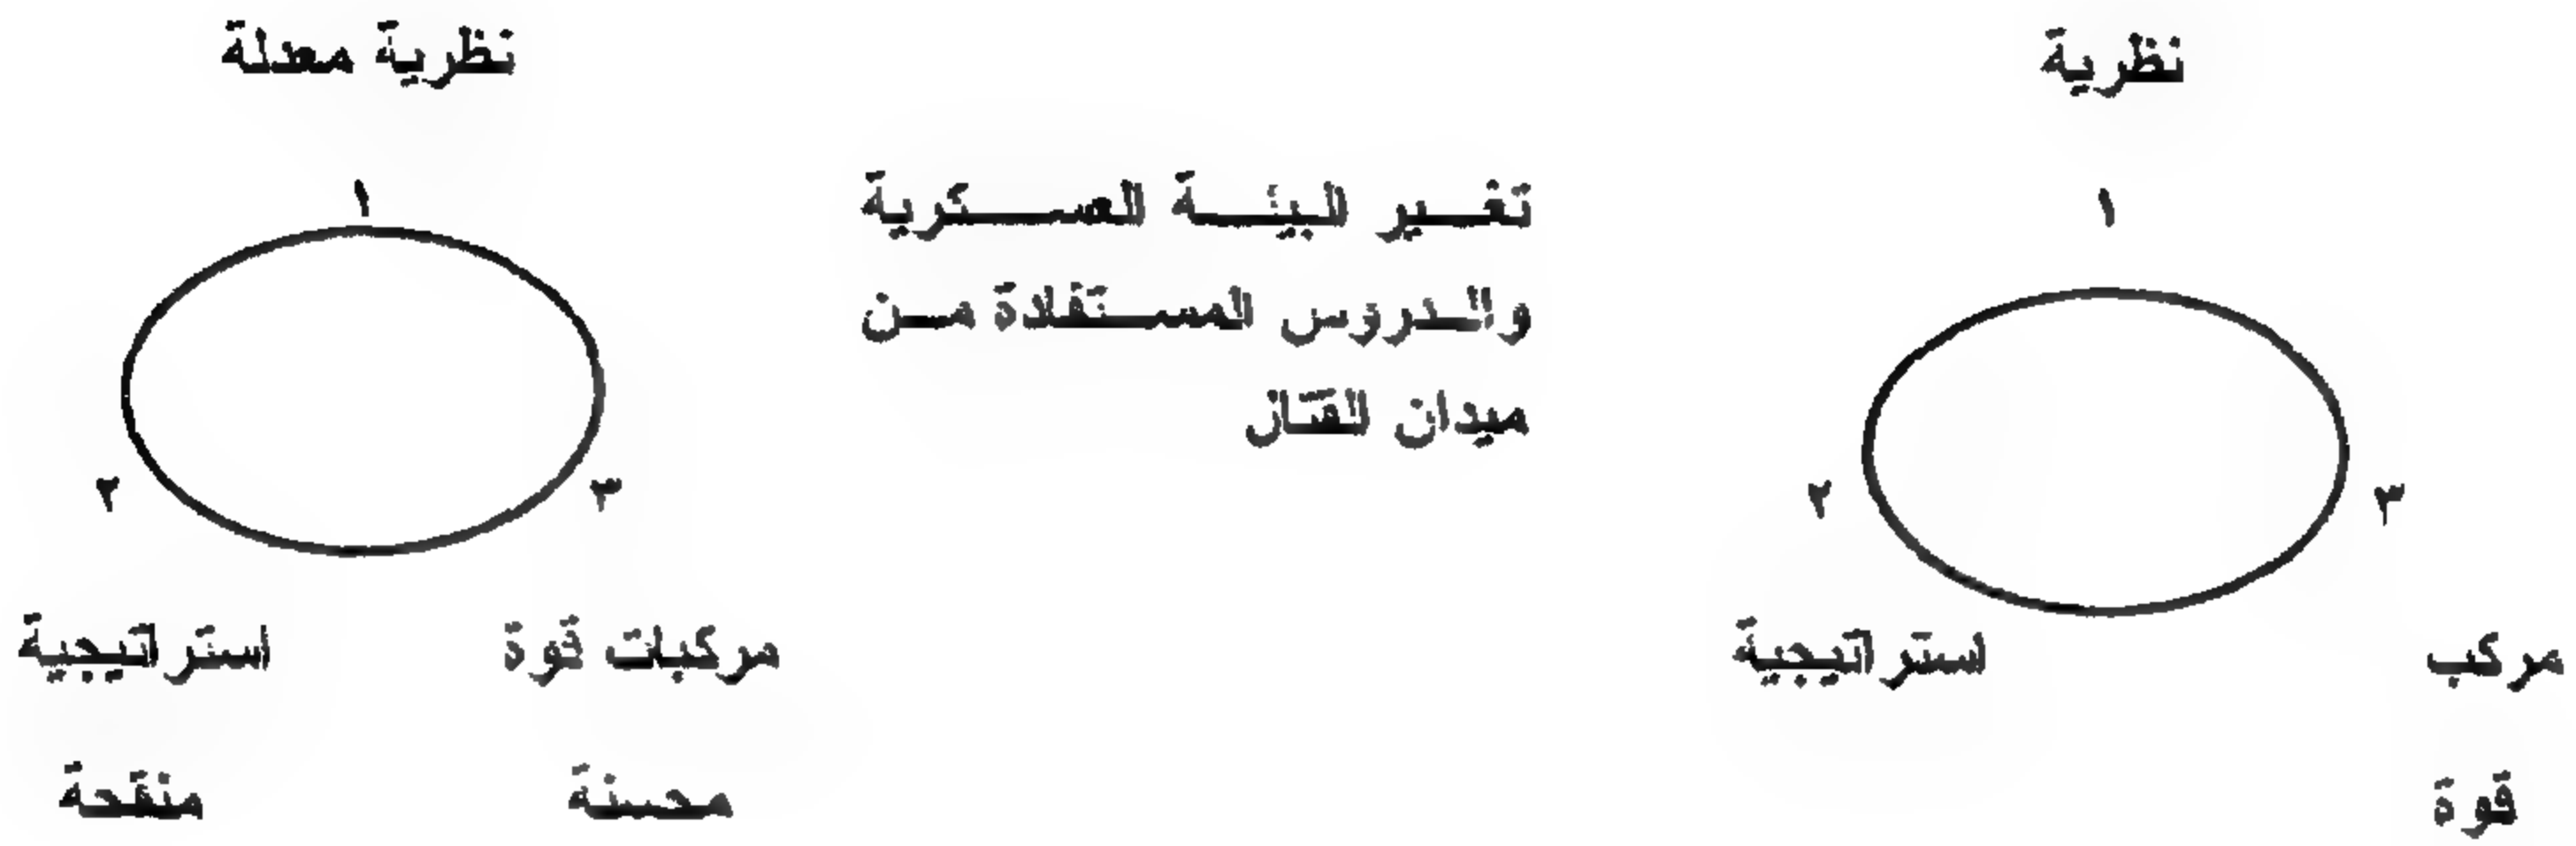 نظرية
١
٢
٣
استراتيجية
مركب
قوة
تغير البيئة العسكرية
والدروس المستفادة من
ميدان القتال
نظرية معدلة
١
٢
٣
استراتيجية
منقحة
مركبات قوة
محسنة